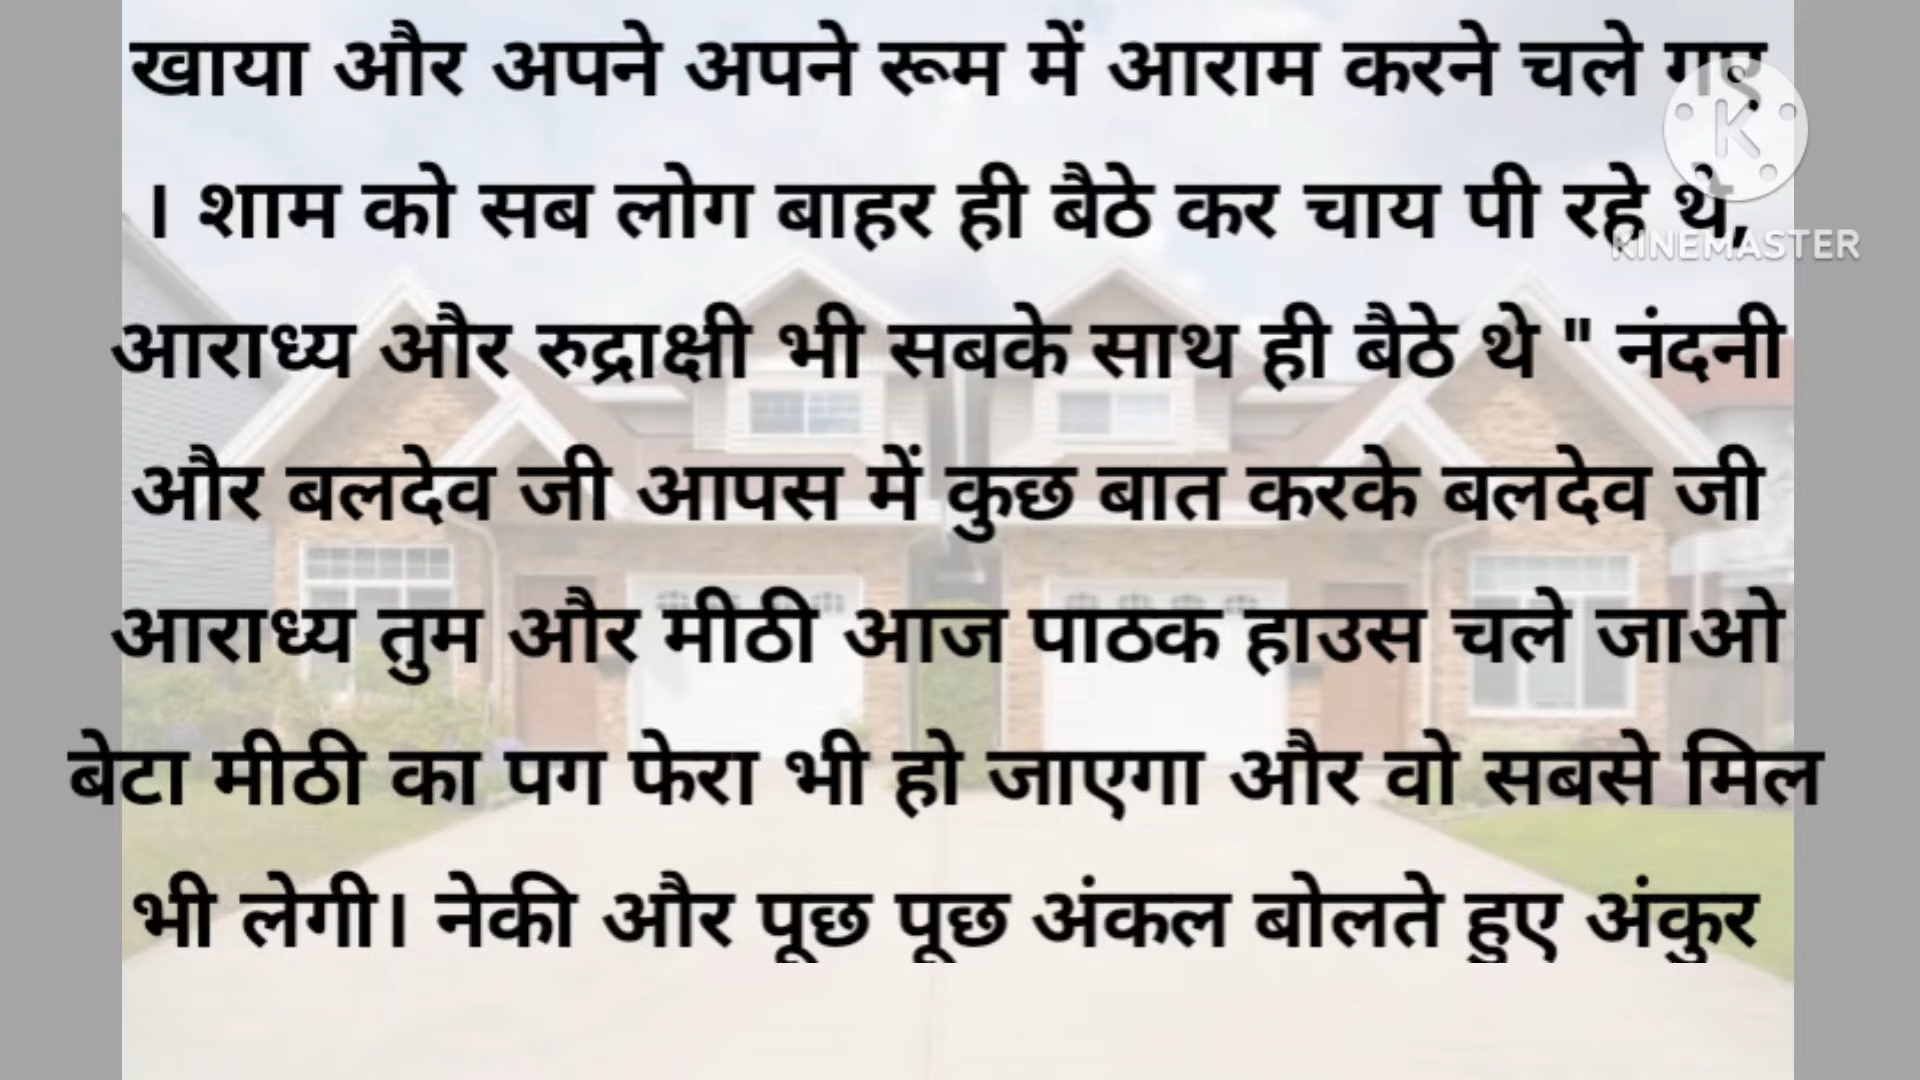 खाया और अपने अपने रूम में आराम करने चले गए
। शाम को सब लोग बाहर ही बैठे कर चाय पी रहे थे,
KINEMASTER
आराध्य और रुद्राक्षी भी सबके साथ ही बैठे थे " नंदनी
और बलदेव जी आपस में कुछ बात करके बलदेव जी
आराध्य तुम और मीठी आज पाठक हाउस चले जाओ
बेटा मीठी का पग फेरा भी हो जाएगा और वो सबसे मिल
भी लेगी। नेकी और पूछ पूछ अंकल बोलते हुए अंकुर